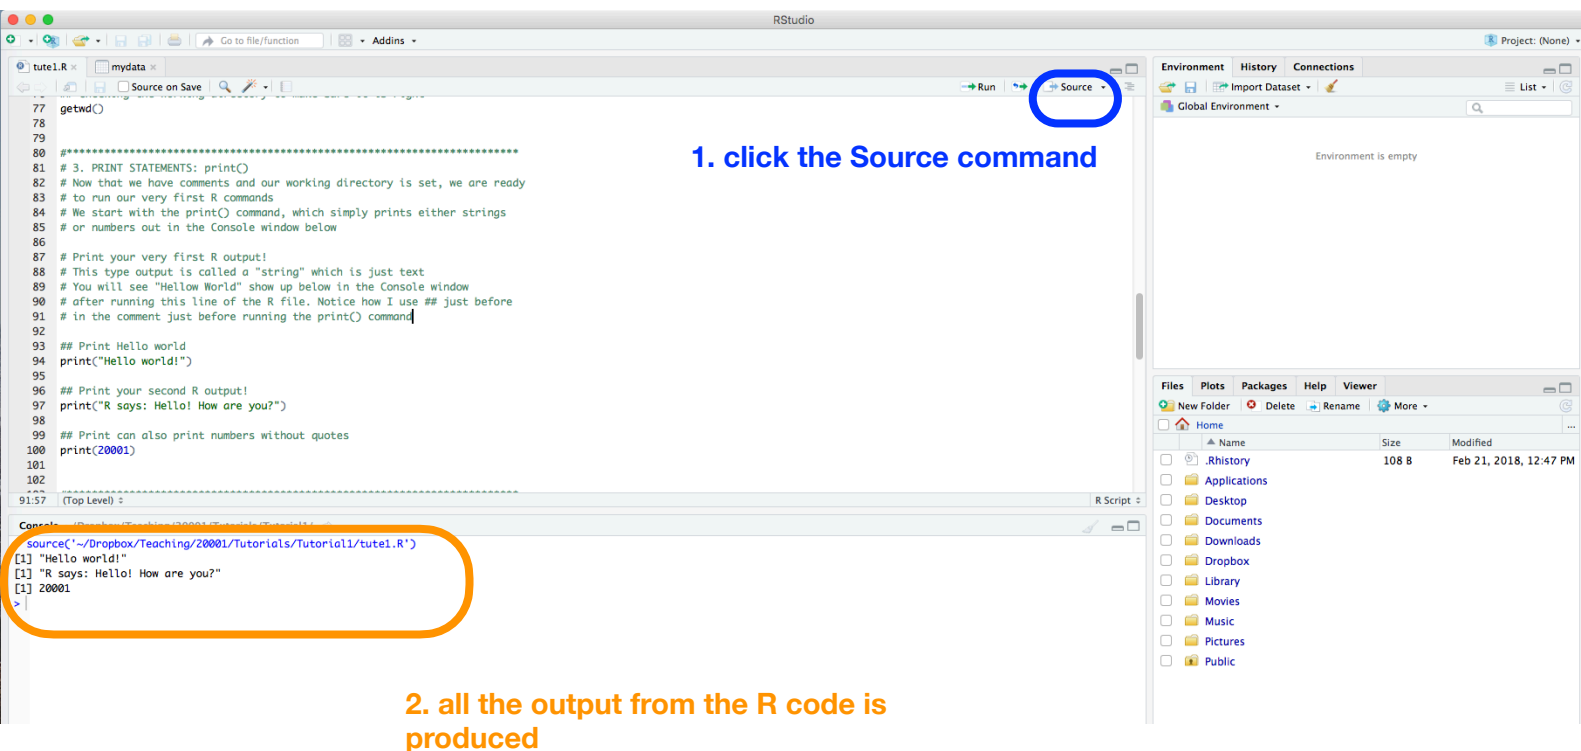 RStudio
Go to file/function
Addins
Project: (None)
tute1.R
mydata
Source on Save
Run
Source
77 getwd()
78
79
80 #************************************************************************
81 # 3. PRINT STATEMENTS: print()
82 # Now that we have comments and our working directory is set, we are ready
83 # to run our very first R commands
84 # We start with the print() command, which simply prints either strings
85 # or numbers out in the Console window below
86
87 # Print your very first R output!
88 # This type output is called a "string" which is just text
89 # You will see "Hellow World" show up below in the Console window
90 # after running this line of the R file. Notice how I use ## just before
91 # in the comment just before running the print() command
92
93 ## Print Hello world
94 print("Hello world!")
95
96 ## Print your second R output!
97 print("R says: Hello! How are you?")
98
99 ## Print can also print numbers without quotes
100 print(20001)
101
102
91:57 (Top Level)
R Script
1. click the Source command
Console
source('~/Dropbox/Teaching/20001/Tutorials/Tutorial1/tute1.R')
[1] "Hello world!"
[1] "R says: Hello! How are you?"
[1] 20001
>
2. all the output from the R code is
produced
Environment History Connections
Import Dataset
List
Global Environment
Environment is empty
Files Plots Packages Help Viewer
New Folder Delete Rename More
Home
...
Name Size Modified
.Rhistory 108 B Feb 21, 2018, 12:47 PM
Applications
Desktop
Documents
Downloads
Dropbox
Library
Movies
Music
Pictures
Public